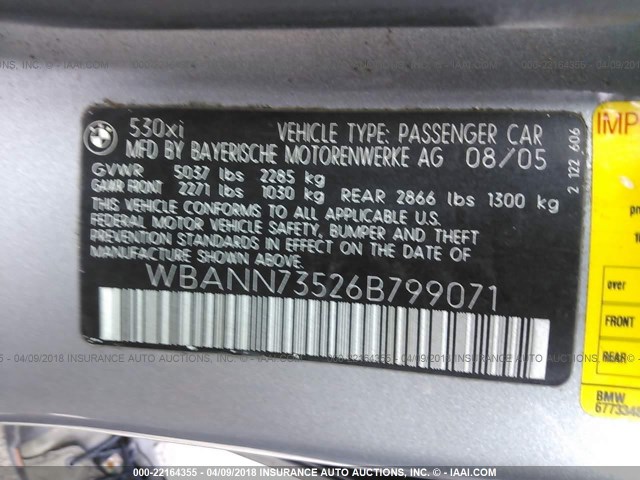 530xi VEHICLE TYPE: PASSENGER CAR
MFD BY BAYERISCHE MOTORENWERKE AG 08/05
GVWR 5037 lbs 2285 kg
GAWR FRONT 2271 lbs 1030 kg REAR 2866 lbs 1300 kg
THIS VEHICLE CONFORMS TO ALL APPLICABLE U.S.
FEDERAL MOTOR VEHICLE SAFETY, BUMPER AND THEFT
PREVENTION STANDARDS IN EFFECT ON THE DATE OF
MANUFACTURE SHOWN ABOVE.
WBANN73526B799071
2 122 606
IMP
over
FRONT
REAR
BMW
6773348
000-22164355 - 04/09/2018 - INSURANCE AUTO AUCTIONS, INC. - © - IAAI.COM